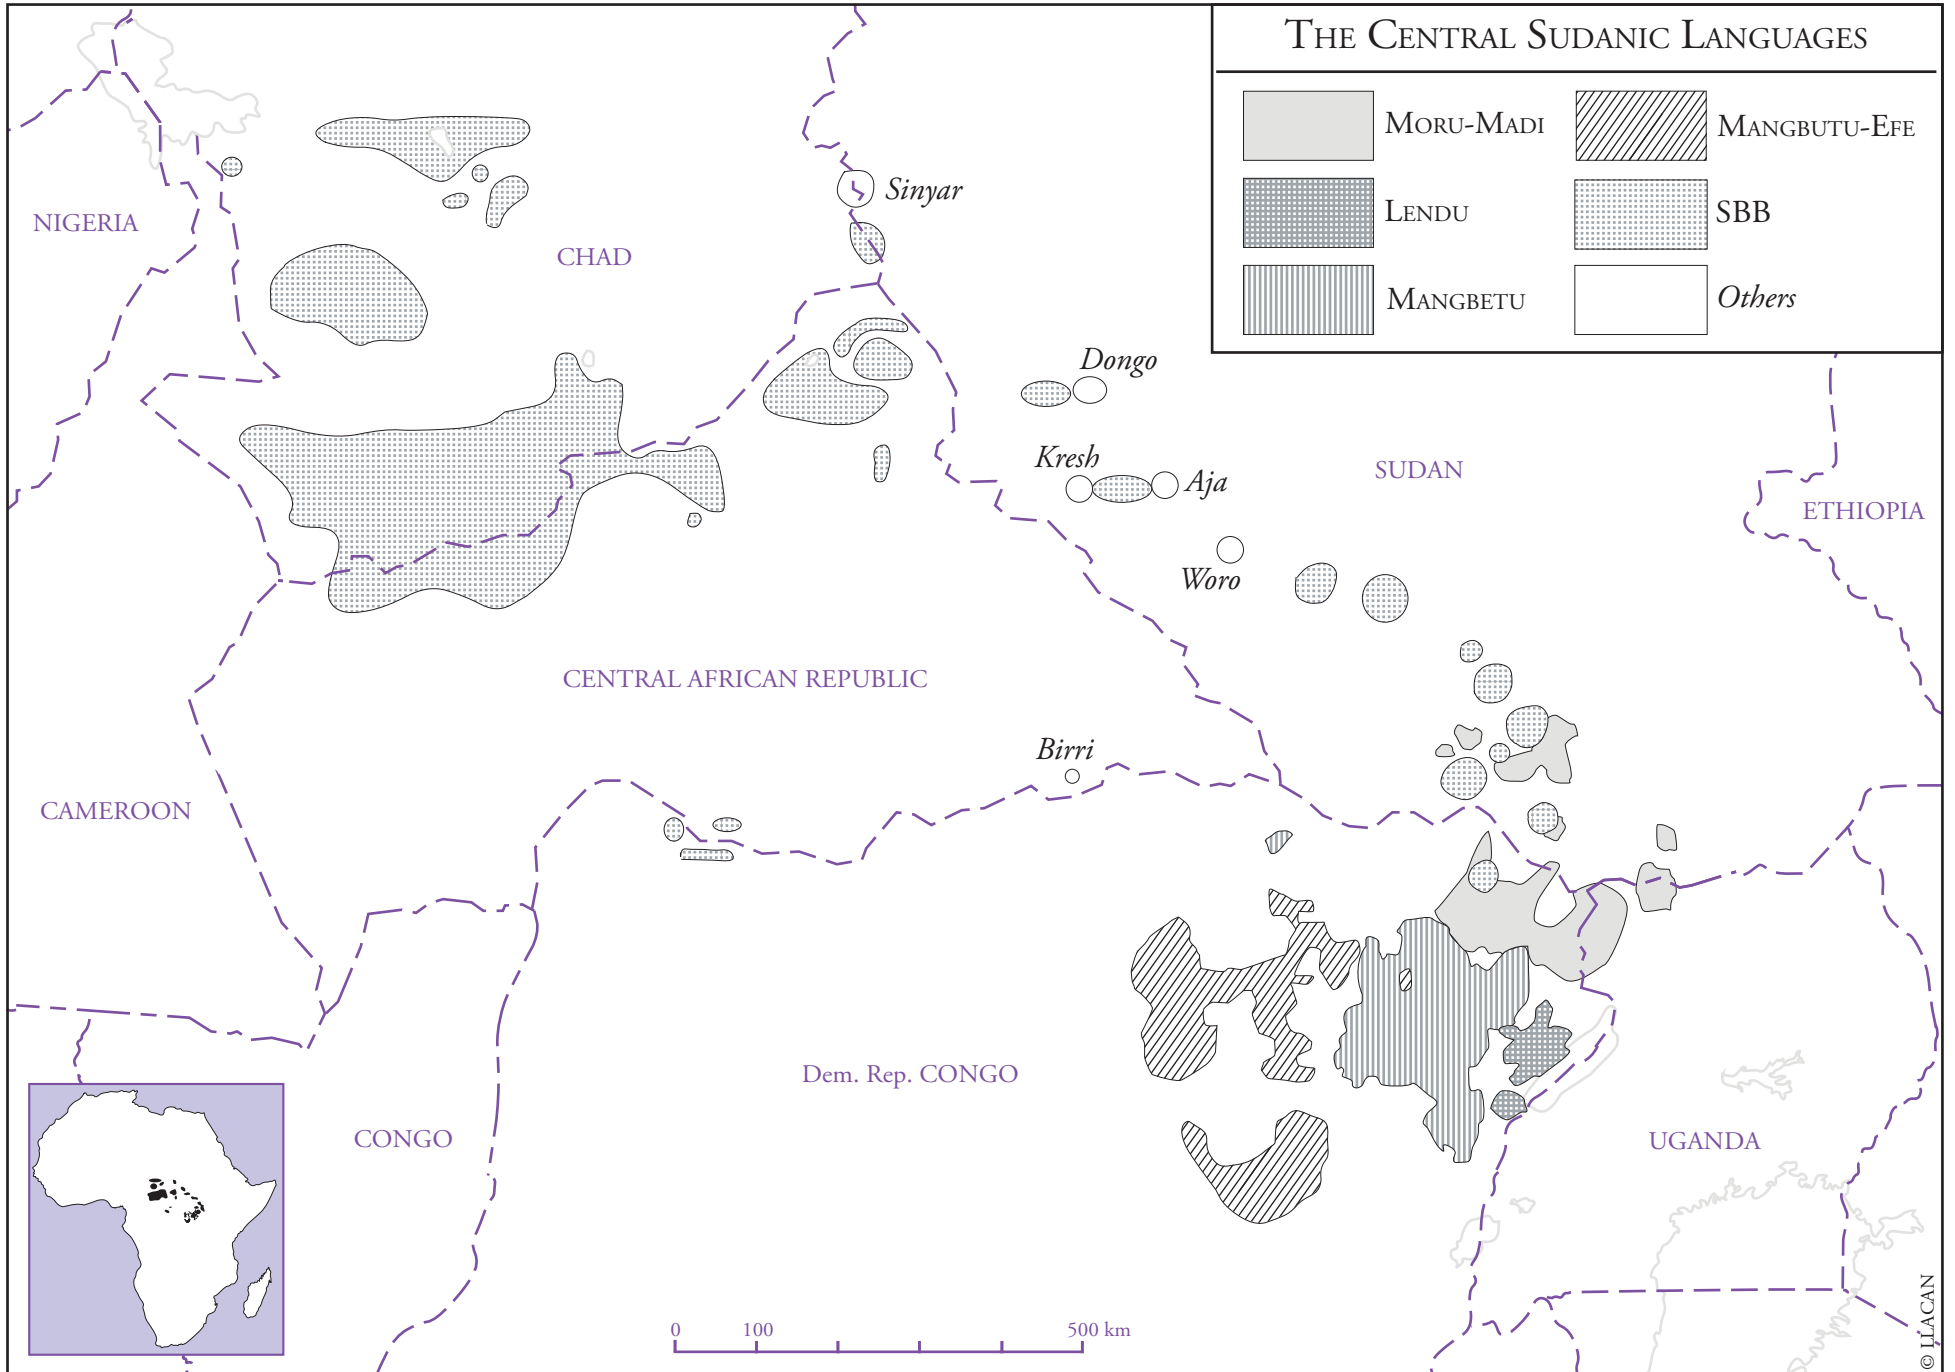 THE CENTRAL SUDANIC LANGUAGES
MORU-MADI
MANGBUTU-EFE
LENDU
SBB
MANGBETU
Others
NIGERIA
CHAD
Sinyar
Dongo
Kresh
Aja
SUDAN
ETHIOPIA
Woro
CENTRAL AFRICAN REPUBLIC
Birri
CAMEROON
Dem. Rep. CONGO
CONGO
UGANDA
0 100 500 km
© LLACAN